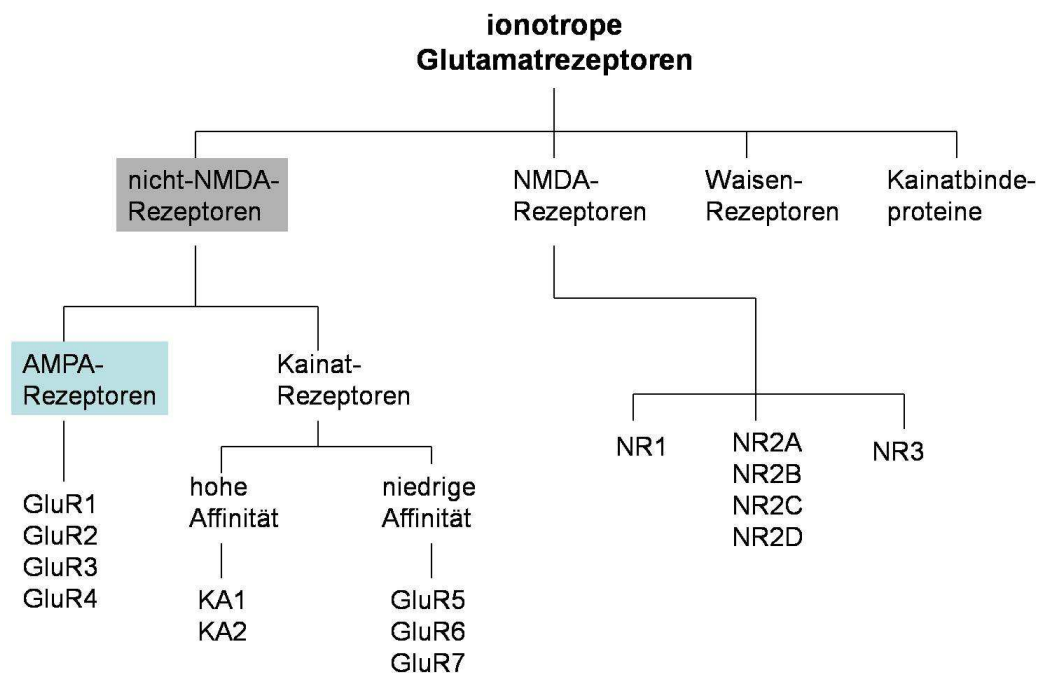 ionotrope
Glutamatrezeptoren
nicht-NMDA-
Rezeptoren
NMDA-
Rezeptoren
Waisen-
Rezeptoren
Kainatbinde-
proteine
AMPA-
Rezeptoren
Kainat-
Rezeptoren
GluR1
GluR2
GluR3
GluR4
hohe
Affinität
KA1
KA2
niedrige
Affinität
GluR5
GluR6
GluR7
NR1
NR2A
NR2B
NR2C
NR2D
NR3